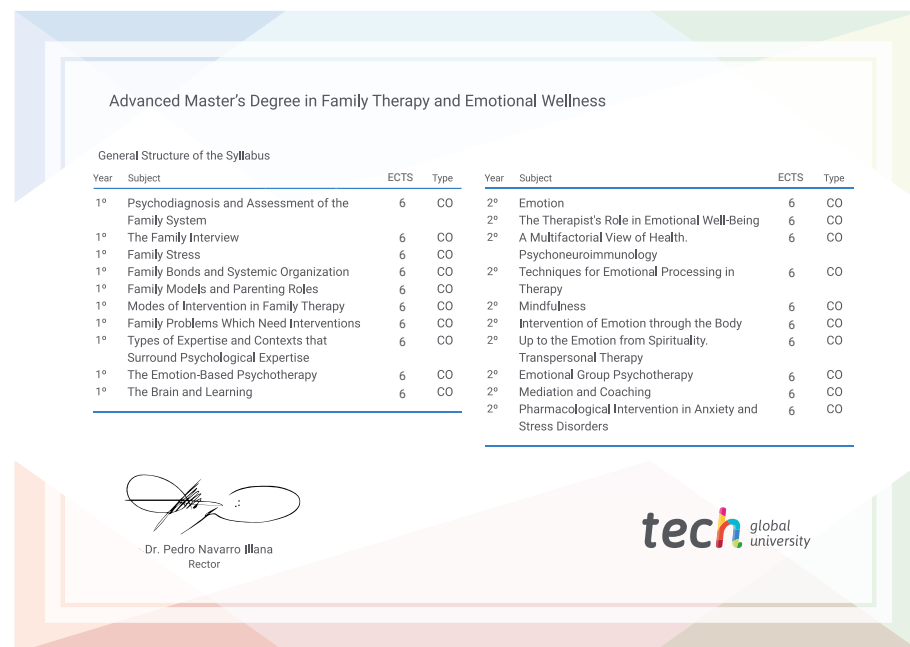 Advanced Master's Degree in Family Therapy and Emotional Wellness
General Structure of the Syllabus
Year Subject ECTS Type
1º Psychodiagnosis and Assessment of the 6 CO
Family System
1º The Family Interview 6 CO
1º Family Stress 6 CO
1º Family Bonds and Systemic Organization 6 CO
1º Family Models and Parenting Roles 6 CO
1º Modes of Intervention in Family Therapy 6 CO
1º Family Problems Which Need Interventions 6 CO
1º Types of Expertise and Contexts that 6 CO
Surround Psychological Expertise
1º The Emotion-Based Psychotherapy 6 CO
1º The Brain and Learning 6 CO
Year Subject ECTS Type
2º Emotion 6 CO
2º The Therapist's Role in Emotional Well-Being 6 CO
2º A Multifactorial View of Health. 6 CO
Psychoneuroimmunology
2º Techniques for Emotional Processing in 6 CO
Therapy
2º Mindfulness 6 CO
2º Intervention of Emotion through the Body 6 CO
2º Up to the Emotion from Spirituality. 6 CO
Transpersonal Therapy
2º Emotional Group Psychotherapy 6 CO
2º Mediation and Coaching 6 CO
2º Pharmacological Intervention in Anxiety and 6 CO
Stress Disorders
Dr. Pedro Navarro Illana
Rector
tech global
university